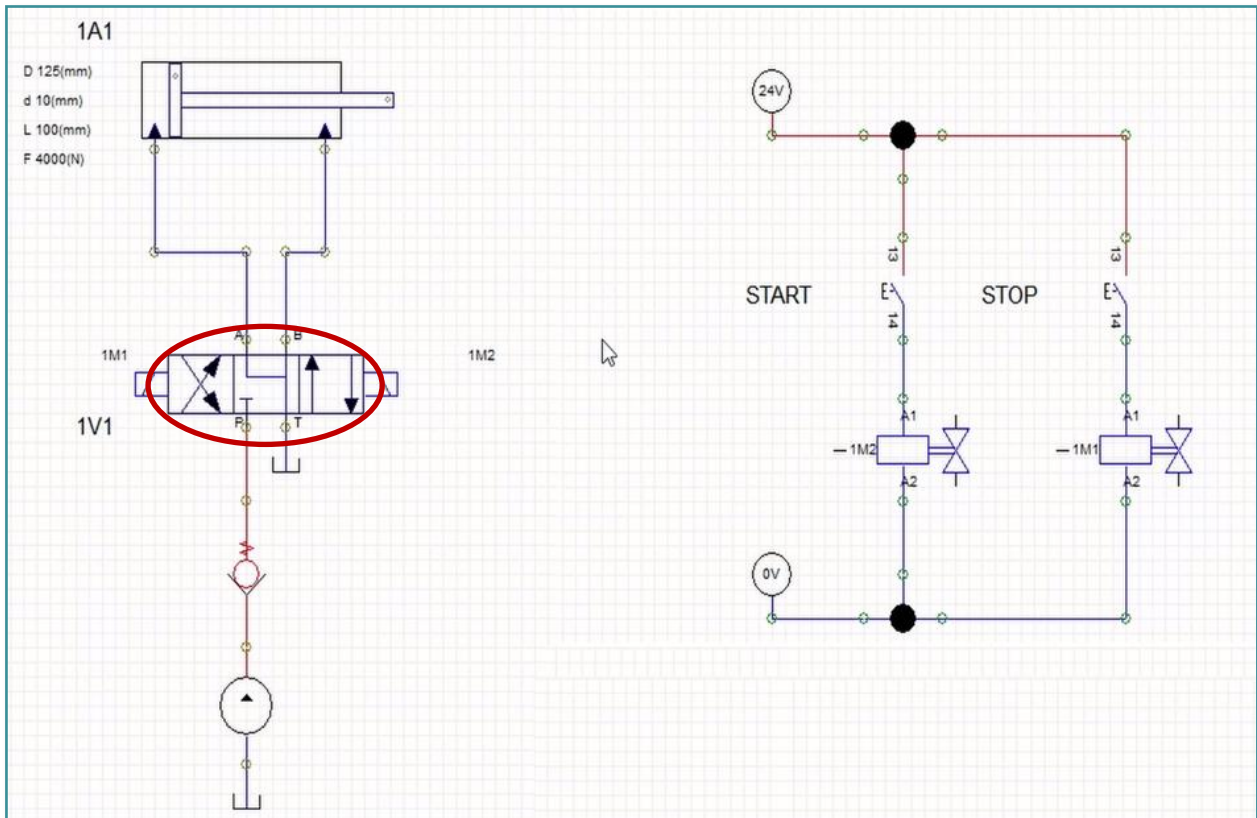 1A1
D 125(mm)
d 10(mm)
L 100(mm)
F 4000(N)
24V
13
13
START
STOP
14
14
A
B
1M1
1M2
P
T
1V1
A1
A1
1M2
1M1
A2
A2
0V